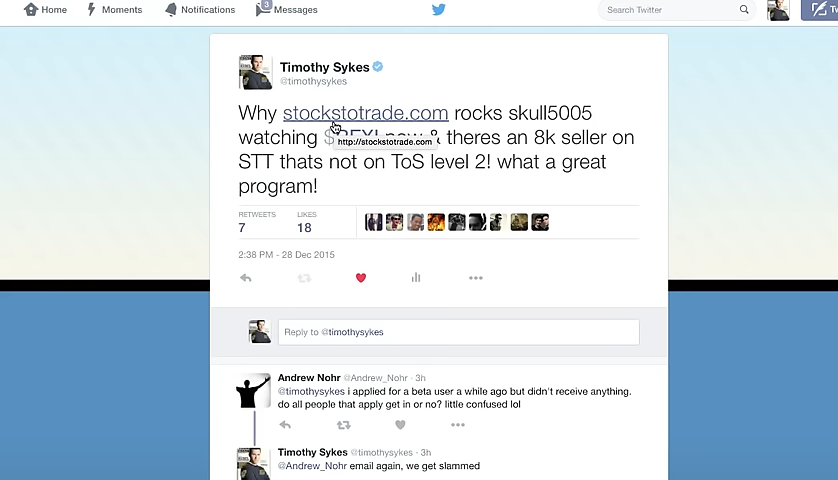 Home
Moments
Notifications
3
Messages
Search Twitter
Timothy Sykes
@timothysykes
Why stockstotrade.com rocks skull5005
watching now & theres an 8k seller on
http://stockstotrade.com
STT thats not on ToS level 2! what a great
program!
RETWEETS LIKES
7 18
2:38 PM - 28 Dec 2015
Reply to @timothysykes
Andrew Nohr @Andrew_Nohr · 3h
@timothysykes i applied for a beta user a while ago but didn't receive anything.
do all people that apply get in or no? little confused lol
Timothy Sykes @timothysykes · 3h
@Andrew_Nohr email again, we get slammed